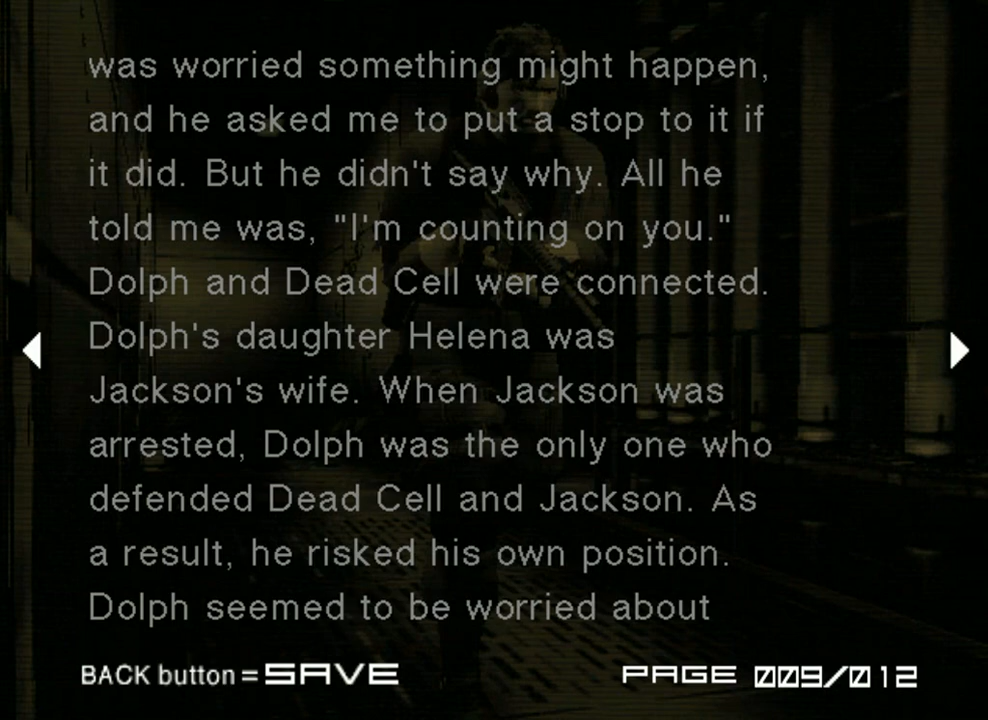 was worried something might happen,
and he asked me to put a stop to it if
it did. But he didn't say why. All he
told me was, "I'm counting on you."
Dolph and Dead Cell were connected.
Dolph's daughter Helena was
Jackson's wife. When Jackson was
arrested, Dolph was the only one who
defended Dead Cell and Jackson. As
a result, he risked his own position.
Dolph seemed to be worried about
BACK button = SAVE PAGE 009/012